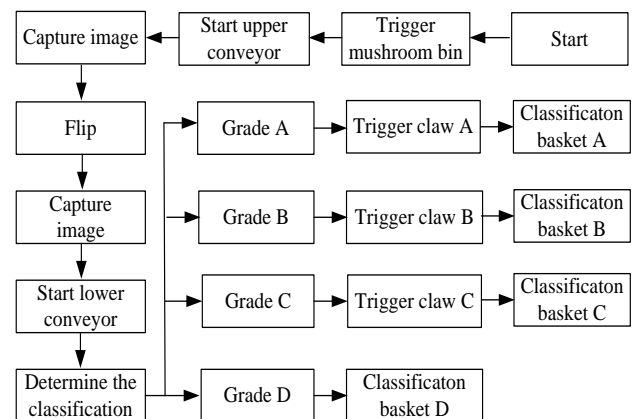 Capture image
Start upper
conveyor
Trigger
mushroom bin
Start
Flip
Grade A
Trigger claw A
Classificaton
basket A
Capture
image
Grade B
Trigger claw B
Classificaton
basket B
Start lower
conveyor
Grade C
Trigger claw C
Classificaton
basket C
Determine the
classification
Grade D
Classificaton
basket D